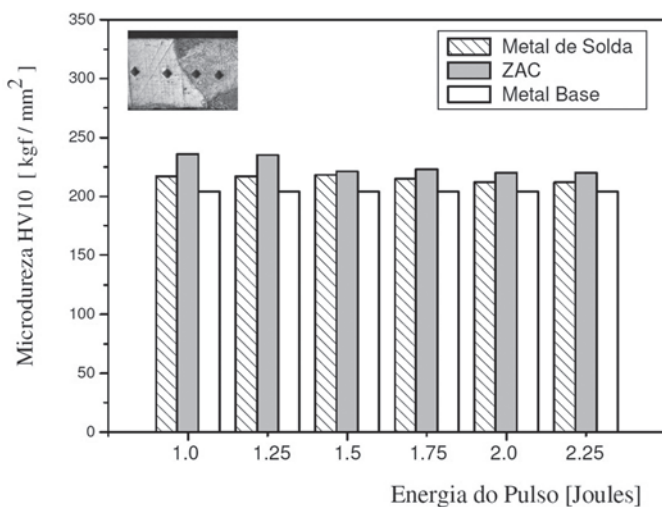 Microdureza HV10 [ kgf / mm² ]
350
300
250
200
150
100
50
0
Metal de Solda
ZAC
Metal Base
1.0 1.25 1.5 1.75 2.0 2.25
Energia do Pulso [Joules]